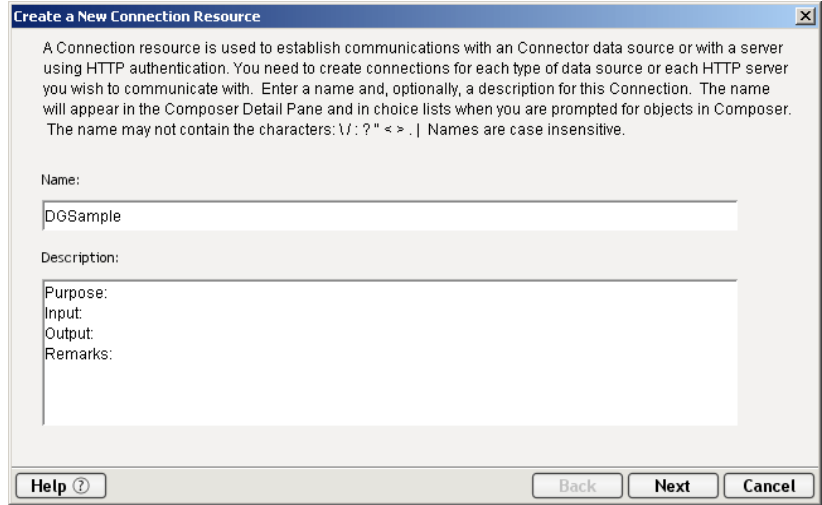 Create a New Connection Resource
A Connection resource is used to establish communications with an Connector data source or with a server
using HTTP authentication. You need to create connections for each type of data source or each HTTP server
you wish to communicate with.  Enter a name and, optionally, a description for this Connection.  The name
will appear in the Composer Detail Pane and in choice lists when you are prompted for objects in Composer.
The name may not contain the characters: \ / : ? " < > . |  Names are case insensitive.
Name:
DGSample
Description:
Purpose:
Input:
Output:
Remarks:
Help ?
Back
Next
Cancel